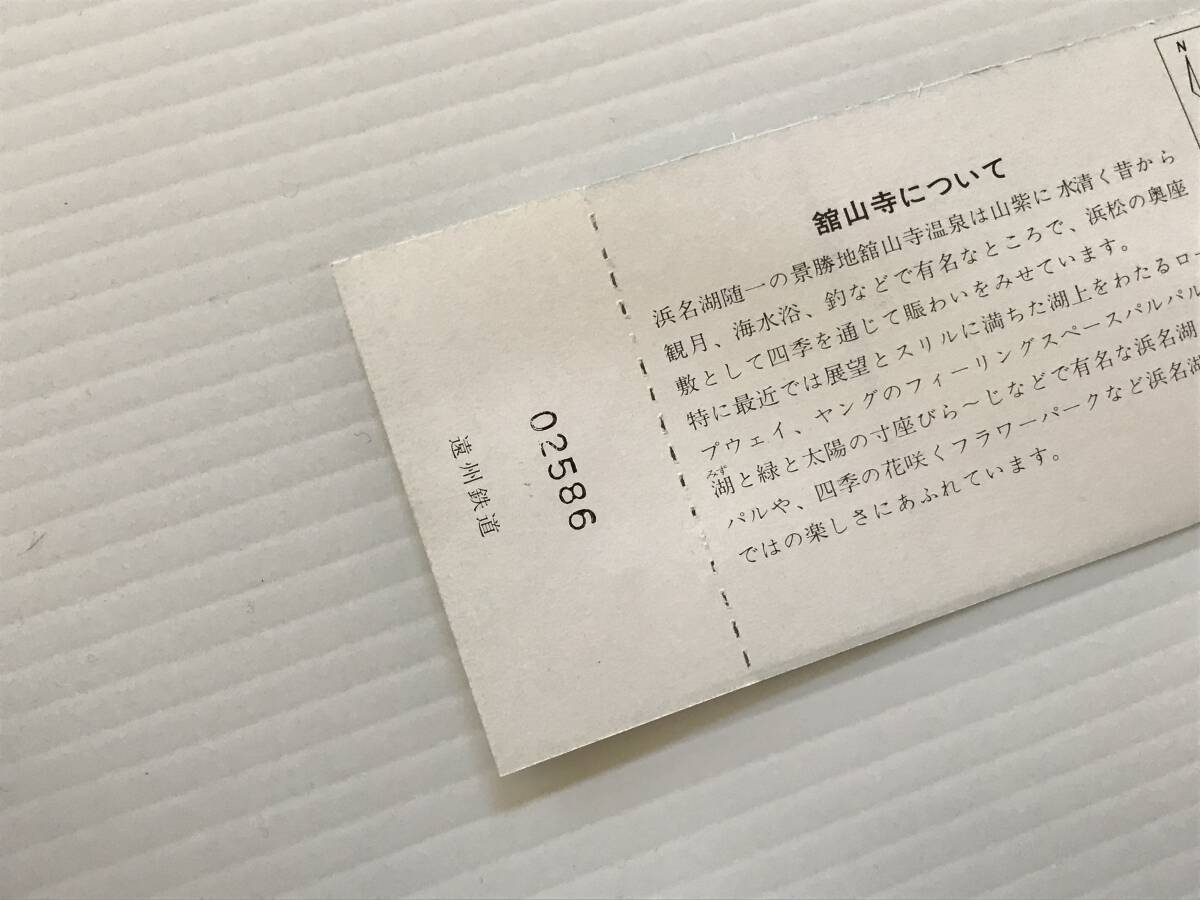 N
舘山寺について
浜名湖随一の景勝地舘山寺温泉は山紫に水清く昔から
観月、海水浴、釣などで有名なところで、浜松の奥座
敷として四季を通じて賑わいをみせています。
特に最近では展望とスリルに満ちた湖上をわたるロー
プウェイ、ヤングのフィーリングスペースパルパル
みず
湖と緑と太陽の寸座びら〜じなどで有名な浜名湖
パルや、四季の花咲くフラワーパークなど浜名湖
ではの楽しさにあふれています。
02586
遠州鉄道